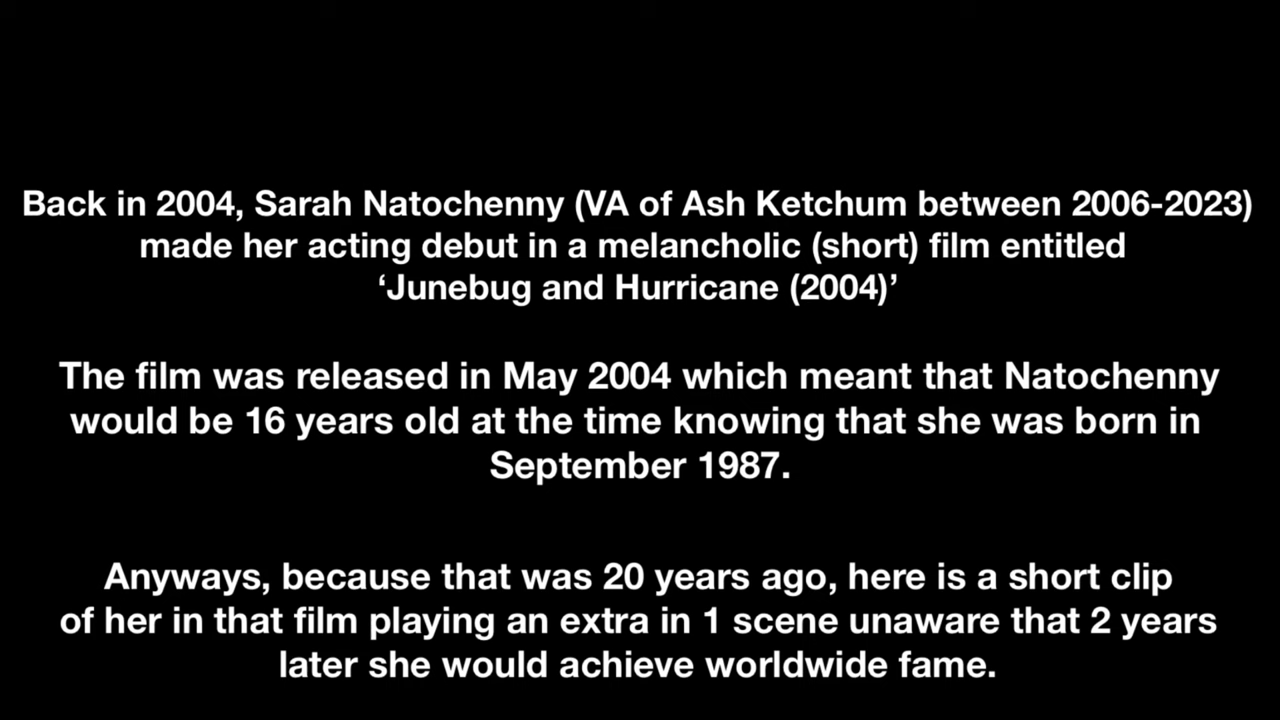 Back in 2004, Sarah Natochenny (VA of Ash Ketchum between 2006-2023)
made her acting debut in a melancholic (short) film entitled
‘Junebug and Hurricane (2004)’
The film was released in May 2004 which meant that Natochenny
would be 16 years old at the time knowing that she was born in
September 1987.
Anyways, because that was 20 years ago, here is a short clip
of her in that film playing an extra in 1 scene unaware that 2 years
later she would achieve worldwide fame.